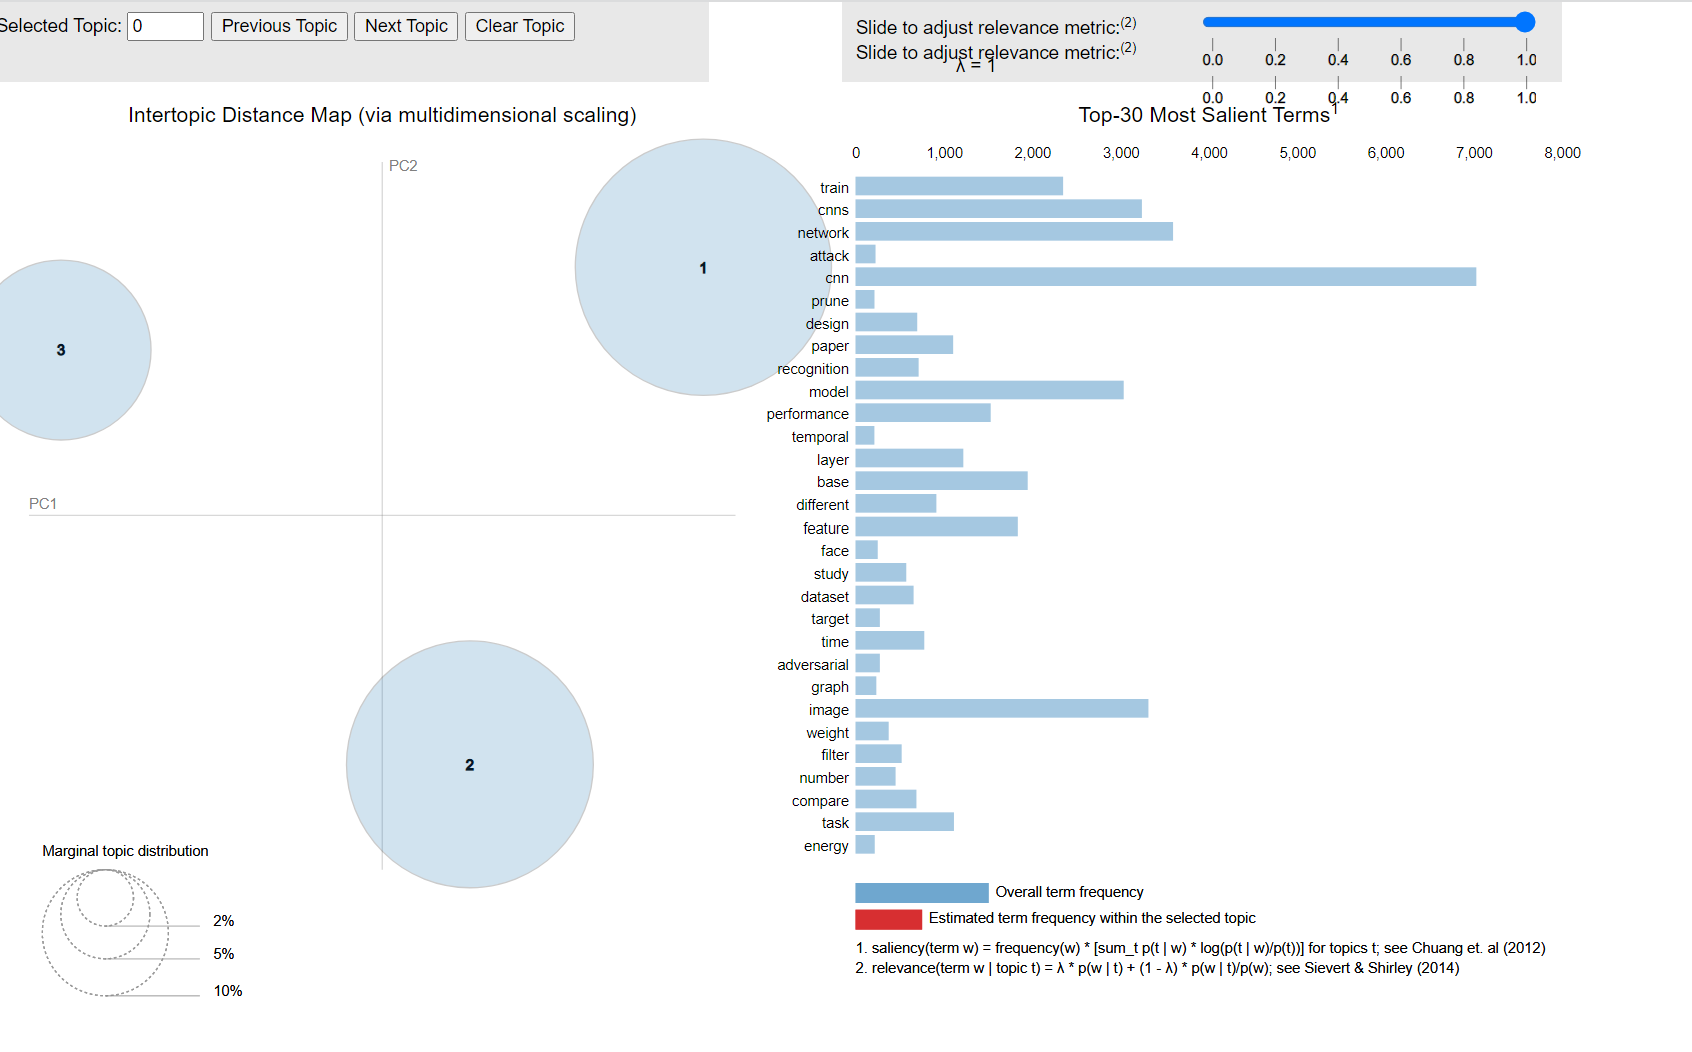 Selected Topic: 0 Previous Topic Next Topic Clear Topic
Slide to adjust relevance metric:(2)
Slide to adjust relevance metric:(2)
λ = 1
0.0 0.2 0.4 0.6 0.8 1.0
0.0 0.2 0.4 0.6 0.8 1.0
Intertopic Distance Map (via multidimensional scaling)
PC2
1
3
PC1
2
Marginal topic distribution
2%
5%
10%
Top-30 Most Salient Terms1
0 1,000 2,000 3,000 4,000 5,000 6,000 7,000 8,000
train
cnns
network
attack
cnn
prune
design
paper
recognition
model
performance
temporal
layer
base
different
feature
face
study
dataset
target
time
adversarial
graph
image
weight
filter
number
compare
task
energy
Overall term frequency
Estimated term frequency within the selected topic
1. saliency(term w) = frequency(w) * [sum_t p(t | w) * log(p(t | w)/p(t))] for topics t; see Chuang et. al (2012)
2. relevance(term w | topic t) = λ * p(w | t) + (1 - λ) * p(w | t)/p(w); see Sievert & Shirley (2014)